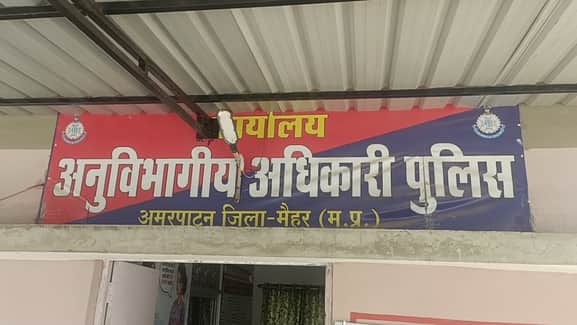 यालय
अनुविभागीय अधिकारी पुलिस
अमरपाटन जिला-मैहर (म.प्र.)